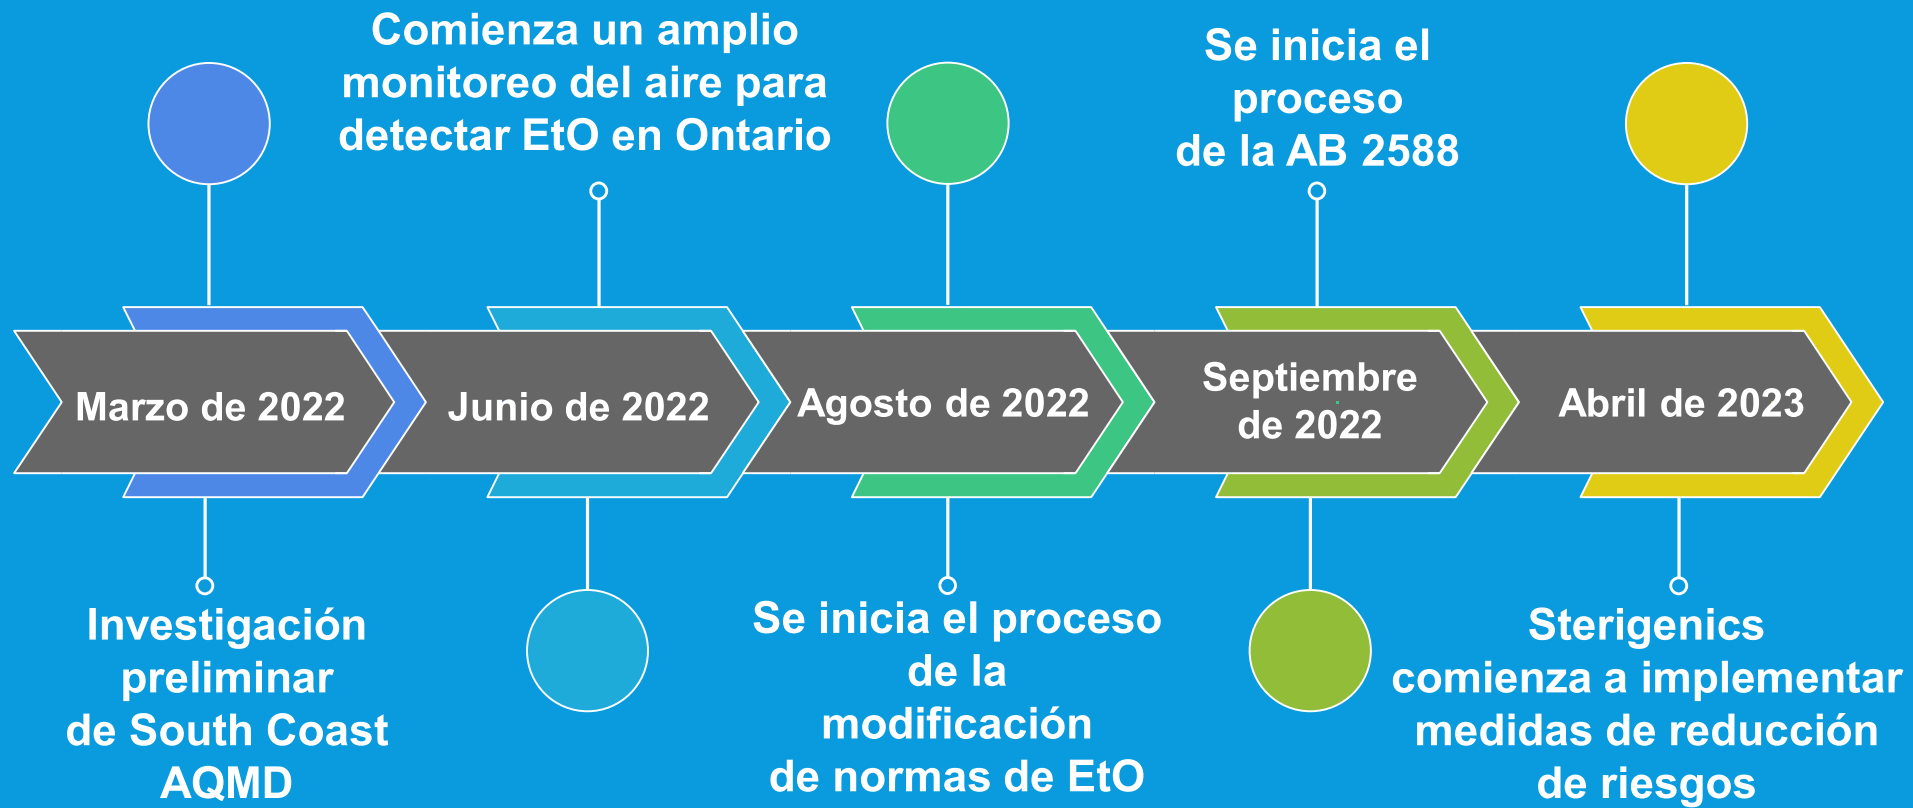 Comienza un amplio
monitoreo del aire para
detectar EtO en Ontario
Se inicia el
proceso
de la AB 2588
Marzo de 2022
Junio de 2022
Agosto de 2022
Septiembre
de 2022
Abril de 2023
Investigación
preliminar
de South Coast
AQMD
Se inicia el proceso
de la
modificación
de normas de EtO
Sterigenics
comienza a implementar
medidas de reducción
de riesgos